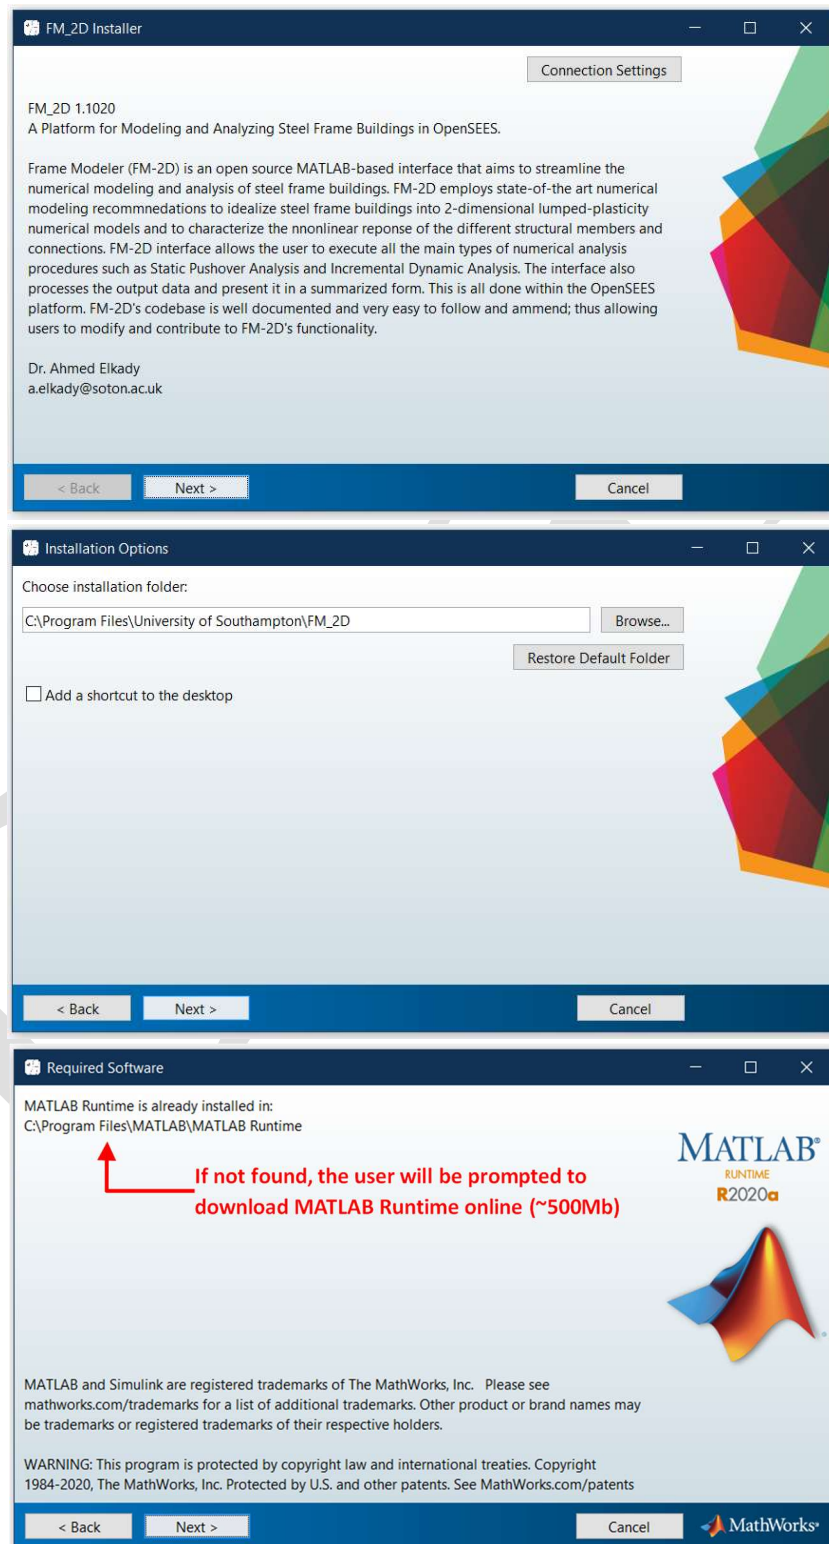 FM_2D Installer
Connection Settings
FM_2D 1.1020
A Platform for Modeling and Analyzing Steel Frame Buildings in OpenSEES.
Frame Modeler (FM-2D) is an open source MATLAB-based interface that aims to streamline the
numerical modeling and analysis of steel frame buildings. FM-2D employs state-of-the art numerical
modeling recommnedations to idealize steel frame buildings into 2-dimensional lumped-plasticity
numerical models and to characterize the nnonlinear reponse of the different structural members and
connections. FM-2D interface allows the user to execute all the main types of numerical analysis
procedures such as Static Pushover Analysis and Incremental Dynamic Analysis. The interface also
processes the output data and present it in a summarized form. This is all done within the OpenSEES
platform. FM-2D's codebase is well documented and very easy to follow and ammend; thus allowing
users to modify and contribute to FM-2D's functionality.
Dr. Ahmed Elkady
a.elkady@soton.ac.uk
< Back Next > Cancel
Installation Options
Choose installation folder:
C:\Program Files\University of Southampton\FM_2D Browse...
Restore Default Folder
Add a shortcut to the desktop
< Back Next > Cancel
Required Software
MATLAB Runtime is already installed in:
C:\Program Files\MATLAB\MATLAB Runtime
MATLAB®
RUNTIME
R2020a
If not found, the user will be prompted to
download MATLAB Runtime online (~500Mb)
MATLAB and Simulink are registered trademarks of The MathWorks, Inc. Please see
mathworks.com/trademarks for a list of additional trademarks. Other product or brand names may
be trademarks or registered trademarks of their respective holders.
WARNING: This program is protected by copyright law and international treaties. Copyright
1984-2020, The MathWorks, Inc. Protected by U.S. and other patents. See MathWorks.com/patents
< Back Next > Cancel MathWorks®